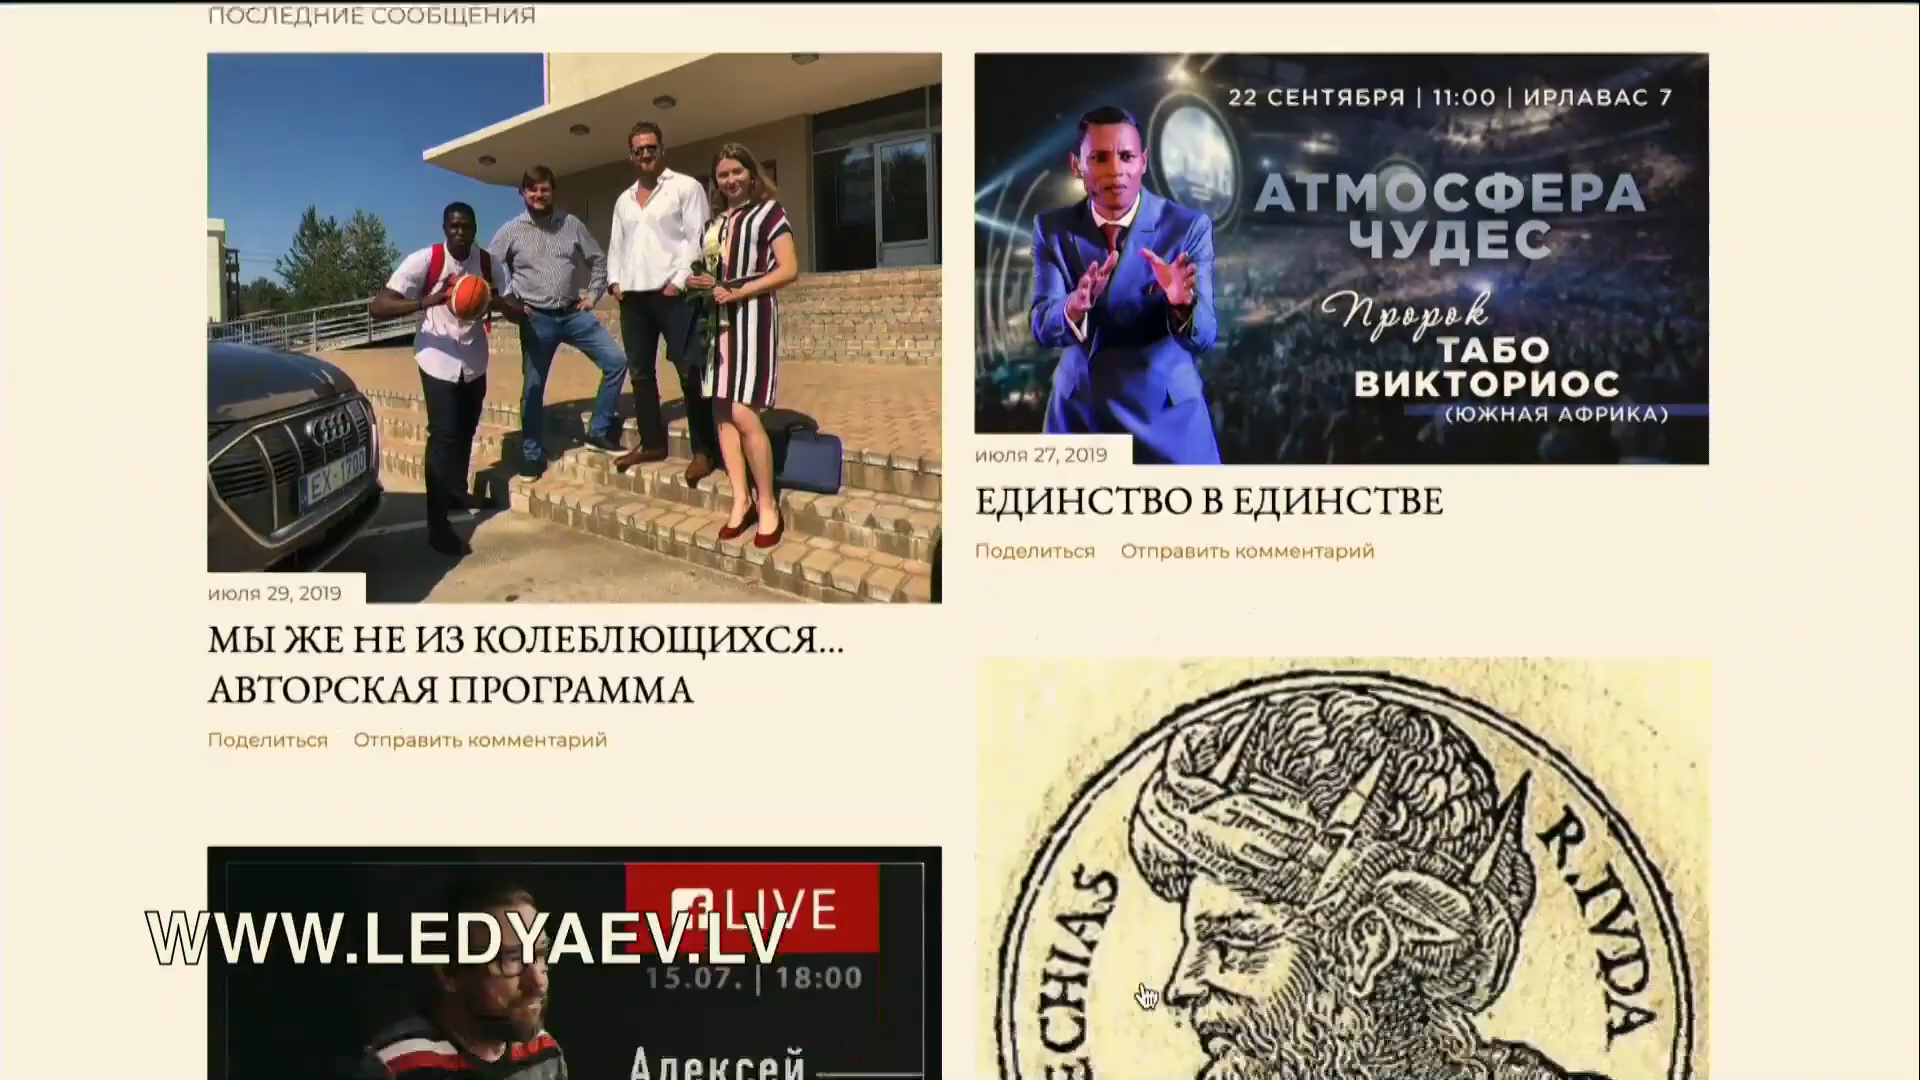 ПОСЛЕДНИЕ СООБЩЕНИЯ
EX-1700
июля 29, 2019
МЫ ЖЕ НЕ ИЗ КОЛЕБЛЮЩИХСЯ...
АВТОРСКАЯ ПРОГРАММА
Поделиться Отправить комментарий
22 СЕНТЯБРЯ | 11:00 | ИРЛАВАС 7
АТМОСФЕРА
ЧУДЕС
Пророк
ТАБО
ВИКТОРИОС
(ЮЖНАЯ АФРИКА)
июля 27, 2019
ЕДИНСТВО В ЕДИНСТВЕ
Поделиться Отправить комментарий
f LIVE
WWW.LEDYAEV.LV
15.07. | 18:00
Алексей
ECHIAS
R. IVDA